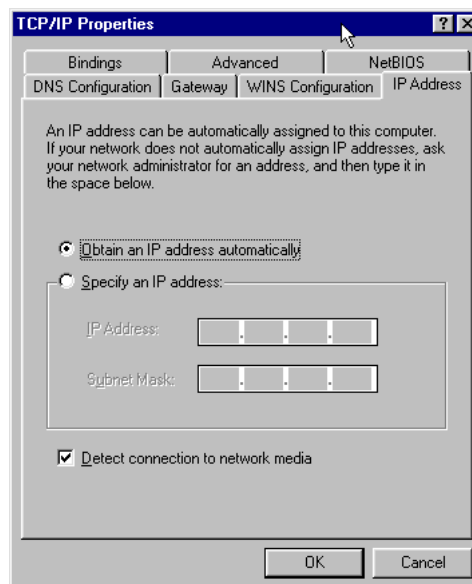 TCP/IP Properties
Bindings Advanced NetBIOS
DNS Configuration Gateway WINS Configuration IP Address
An IP address can be automatically assigned to this computer.
If your network does not automatically assign IP addresses, ask
your network administrator for an address, and then type it in
the space below.
Obtain an IP address automatically
Specify an IP address:
IP Address:
Subnet Mask:
Detect connection to network media
OK Cancel